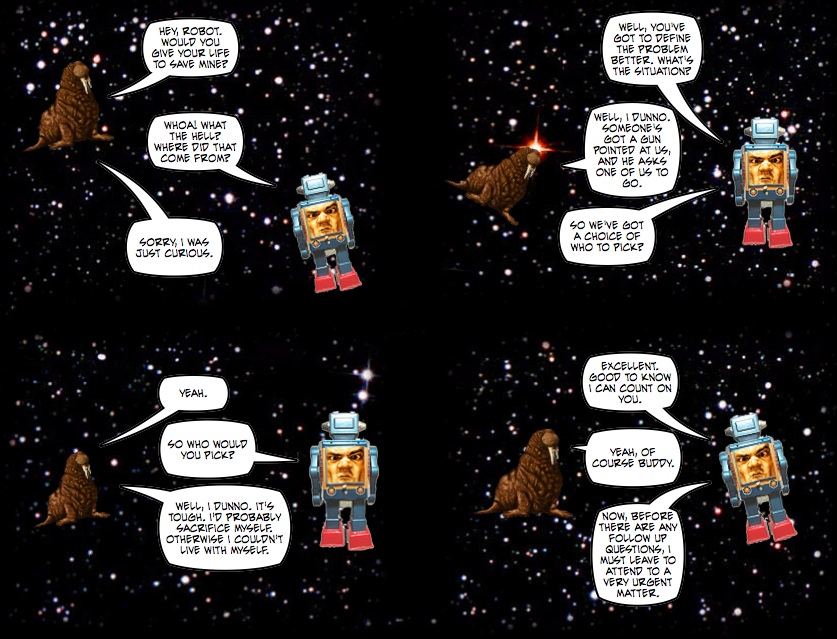 HEY, ROBOT.
WOULD YOU
GIVE YOUR LIFE
TO SAVE MINE?
WHOA! WHAT
THE HELL?
WHERE DID THAT
COME FROM?
SORRY, I WAS
JUST CURIOUS.
WELL, YOU'VE
GOT TO DEFINE
THE PROBLEM
BETTER. WHAT'S
THE SITUATION?
WELL, I DUNNO.
SOMEONE'S
GOT A GUN
POINTED AT US,
AND HE ASKS
ONE OF US TO
GO.
SO WE'VE GOT
A CHOICE OF
WHO TO PICK?
YEAH.
SO WHO WOULD
YOU PICK?
WELL, I DUNNO. IT'S
TOUGH. I'D PROBABLY
SACRIFICE MYSELF.
OTHERWISE I COULDN'T
LIVE WITH MYSELF.
EXCELLENT.
GOOD TO KNOW
I CAN COUNT ON
YOU.
YEAH, OF
COURSE BUDDY.
NOW, BEFORE
THERE ARE ANY
FOLLOW UP
QUESTIONS, I
MUST LEAVE TO
ATTEND TO A
VERY URGENT
MATTER.